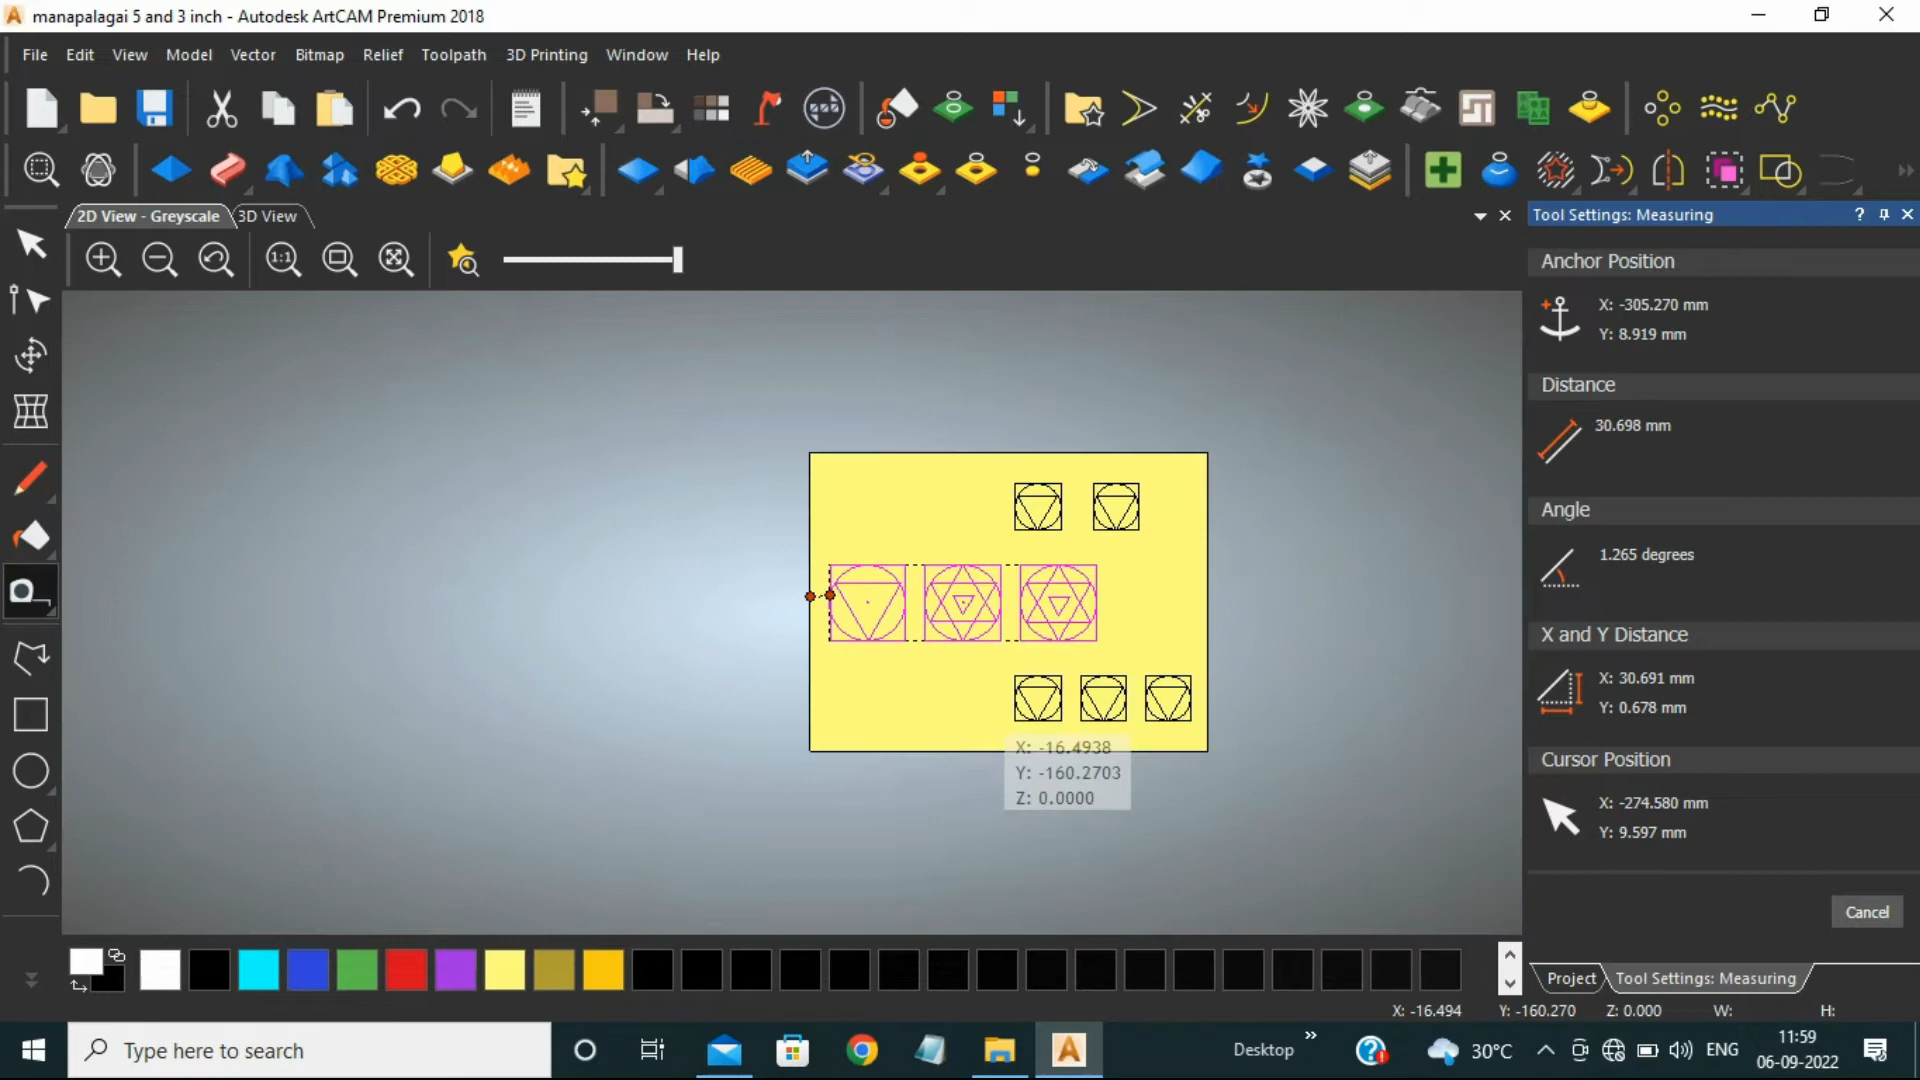 manapalagai 5 and 3 inch - Autodesk ArtCAM Premium 2018
File Edit View Model Vector Bitmap Relief Toolpath 3D Printing Window Help
2D View - Greyscale 3D View
1:1
Tool Settings: Measuring
Anchor Position
X: -305.270 mm
Y: 8.919 mm
Distance
30.698 mm
Angle
1.265 degrees
X and Y Distance
X: 30.691 mm
Y: 0.678 mm
Cursor Position
X: -274.580 mm
Y: 9.597 mm
X: -16.4938
Y: -160.2703
Z: 0.0000
Cancel
Project Tool Settings: Measuring
X: -16.494 Y: -160.270 Z: 0.000 W: H:
Type here to search
Desktop
30°C
ENG
11:59
06-09-2022